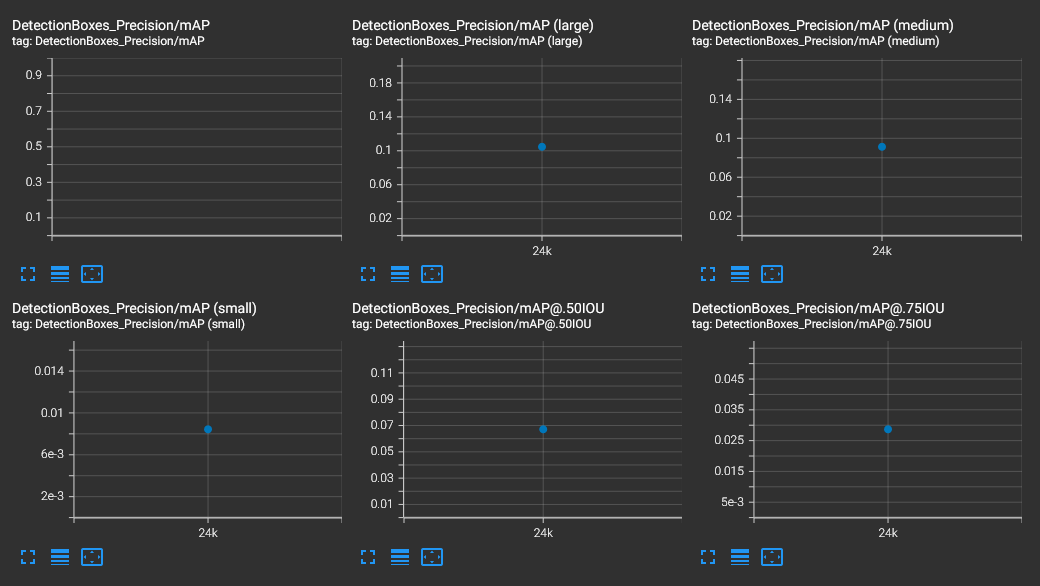 DetectionBoxes_Precision/mAP
tag: DetectionBoxes_Precision/mAP
0.9
0.7
0.5
0.3
0.1
DetectionBoxes_Precision/mAP (large)
tag: DetectionBoxes_Precision/mAP (large)
0.18
0.14
0.1
0.06
0.02
24k
DetectionBoxes_Precision/mAP (medium)
tag: DetectionBoxes_Precision/mAP (medium)
0.14
0.1
0.06
0.02
24k
DetectionBoxes_Precision/mAP (small)
tag: DetectionBoxes_Precision/mAP (small)
0.014
0.01
6e-3
2e-3
24k
DetectionBoxes_Precision/mAP@.50IOU
tag: DetectionBoxes_Precision/mAP@.50IOU
0.11
0.09
0.07
0.05
0.03
0.01
24k
DetectionBoxes_Precision/mAP@.75IOU
tag: DetectionBoxes_Precision/mAP@.75IOU
0.045
0.035
0.025
0.015
5e-3
24k